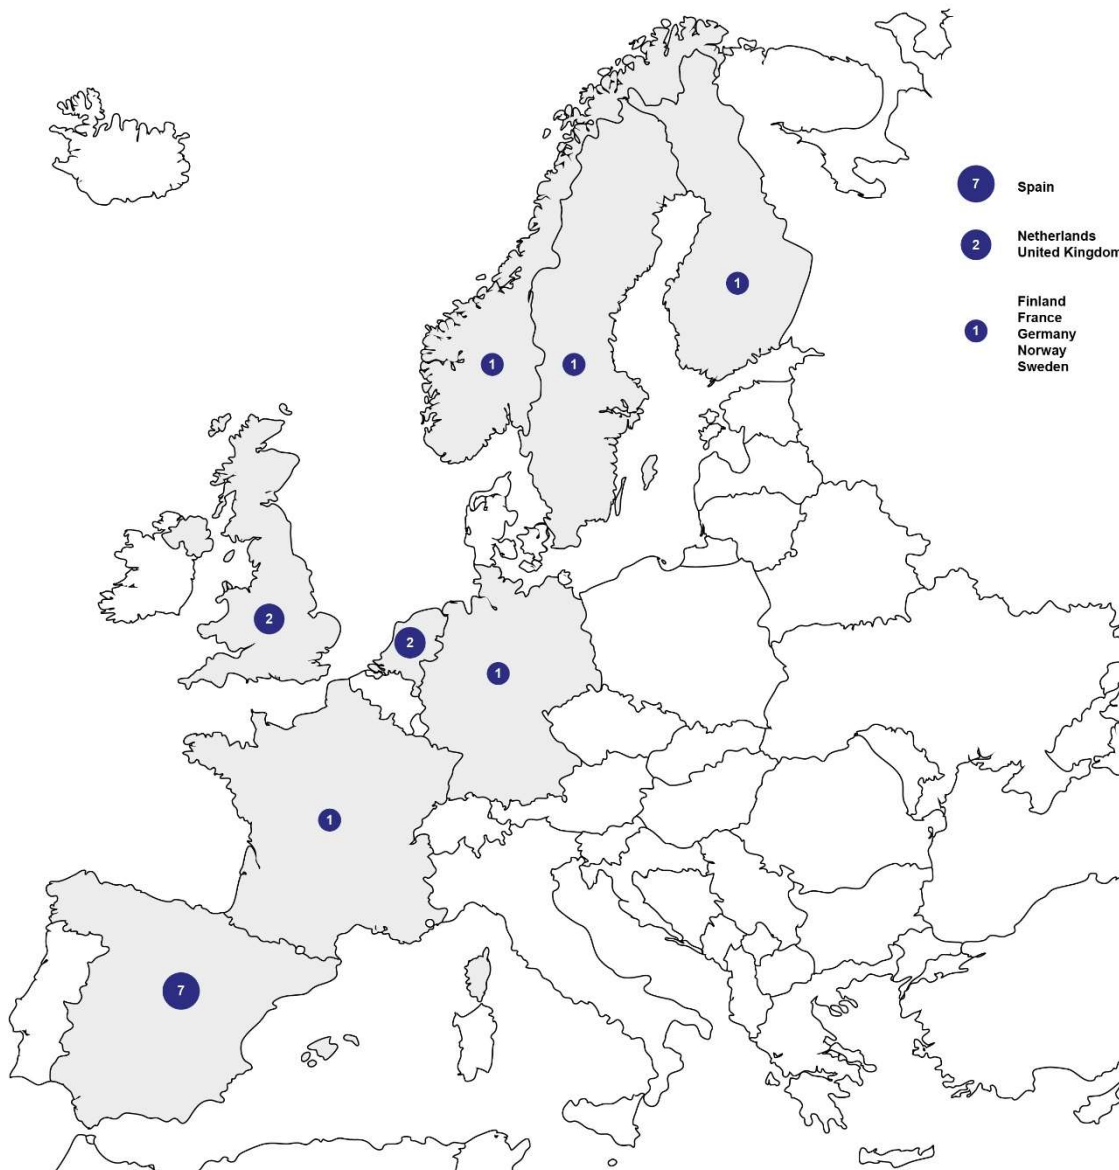 7 Spain
2 Netherlands
United Kingdom
1 Finland
France
Germany
Norway
Sweden
1
1
1
2
2
1
1
7